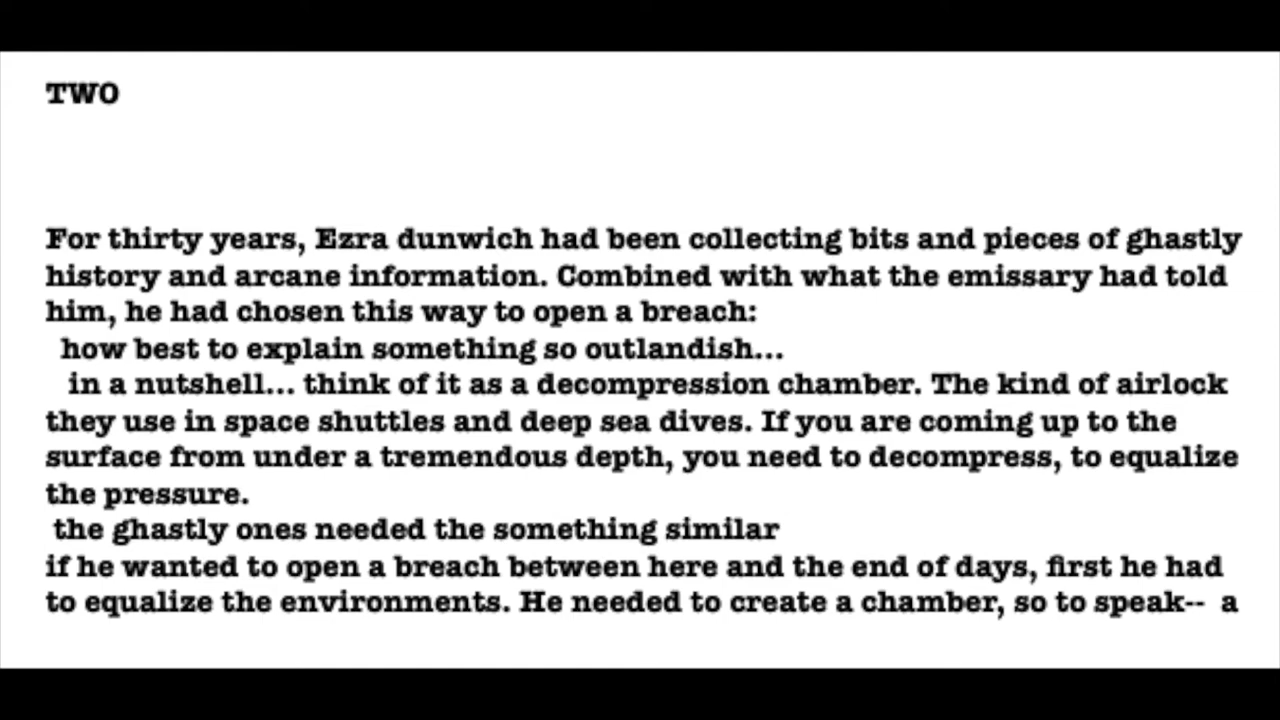 TWO
For thirty years, Ezra dunwich had been collecting bits and pieces of ghastly
history and arcane information. Combined with what the emissary had told
him, he had chosen this way to open a breach:
how best to explain something so outlandish...
in a nutshell... think of it as a decompression chamber. The kind of airlock
they use in space shuttles and deep sea dives. If you are coming up to the
surface from under a tremendous depth, you need to decompress, to equalize
the pressure.
the ghastly ones needed the something similar
if he wanted to open a breach between here and the end of days, first he had
to equalize the environments. He needed to create a chamber, so to speak-- a